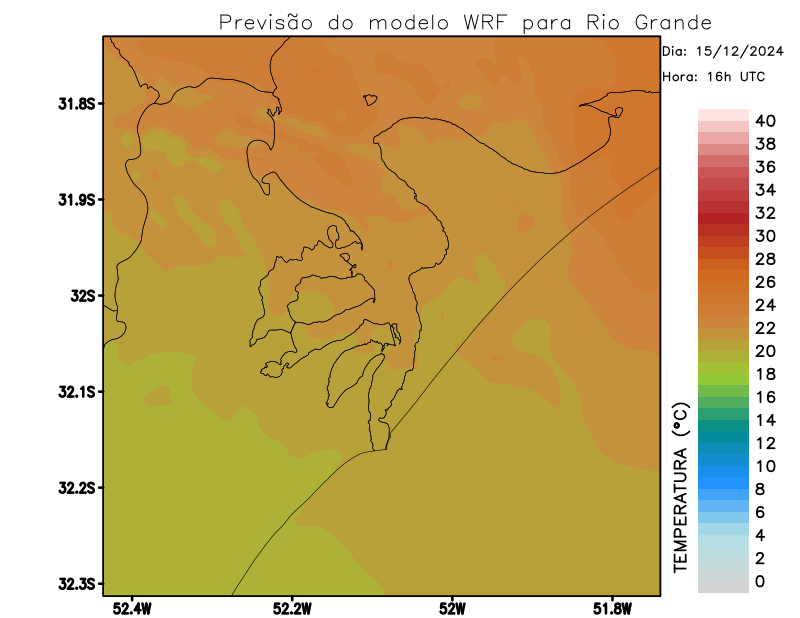 Previsão do modelo WRF para Rio Grande
Dia: 15/12/2024
Hora: 16h UTC
31.8S
31.9S
32S
32.1S
32.2S
32.3S
52.4W
52.2W
52W
51.8W
40
38
36
34
32
30
28
26
24
22
20
18
16
14
12
10
8
6
4
2
0
TEMPERATURA (°C)